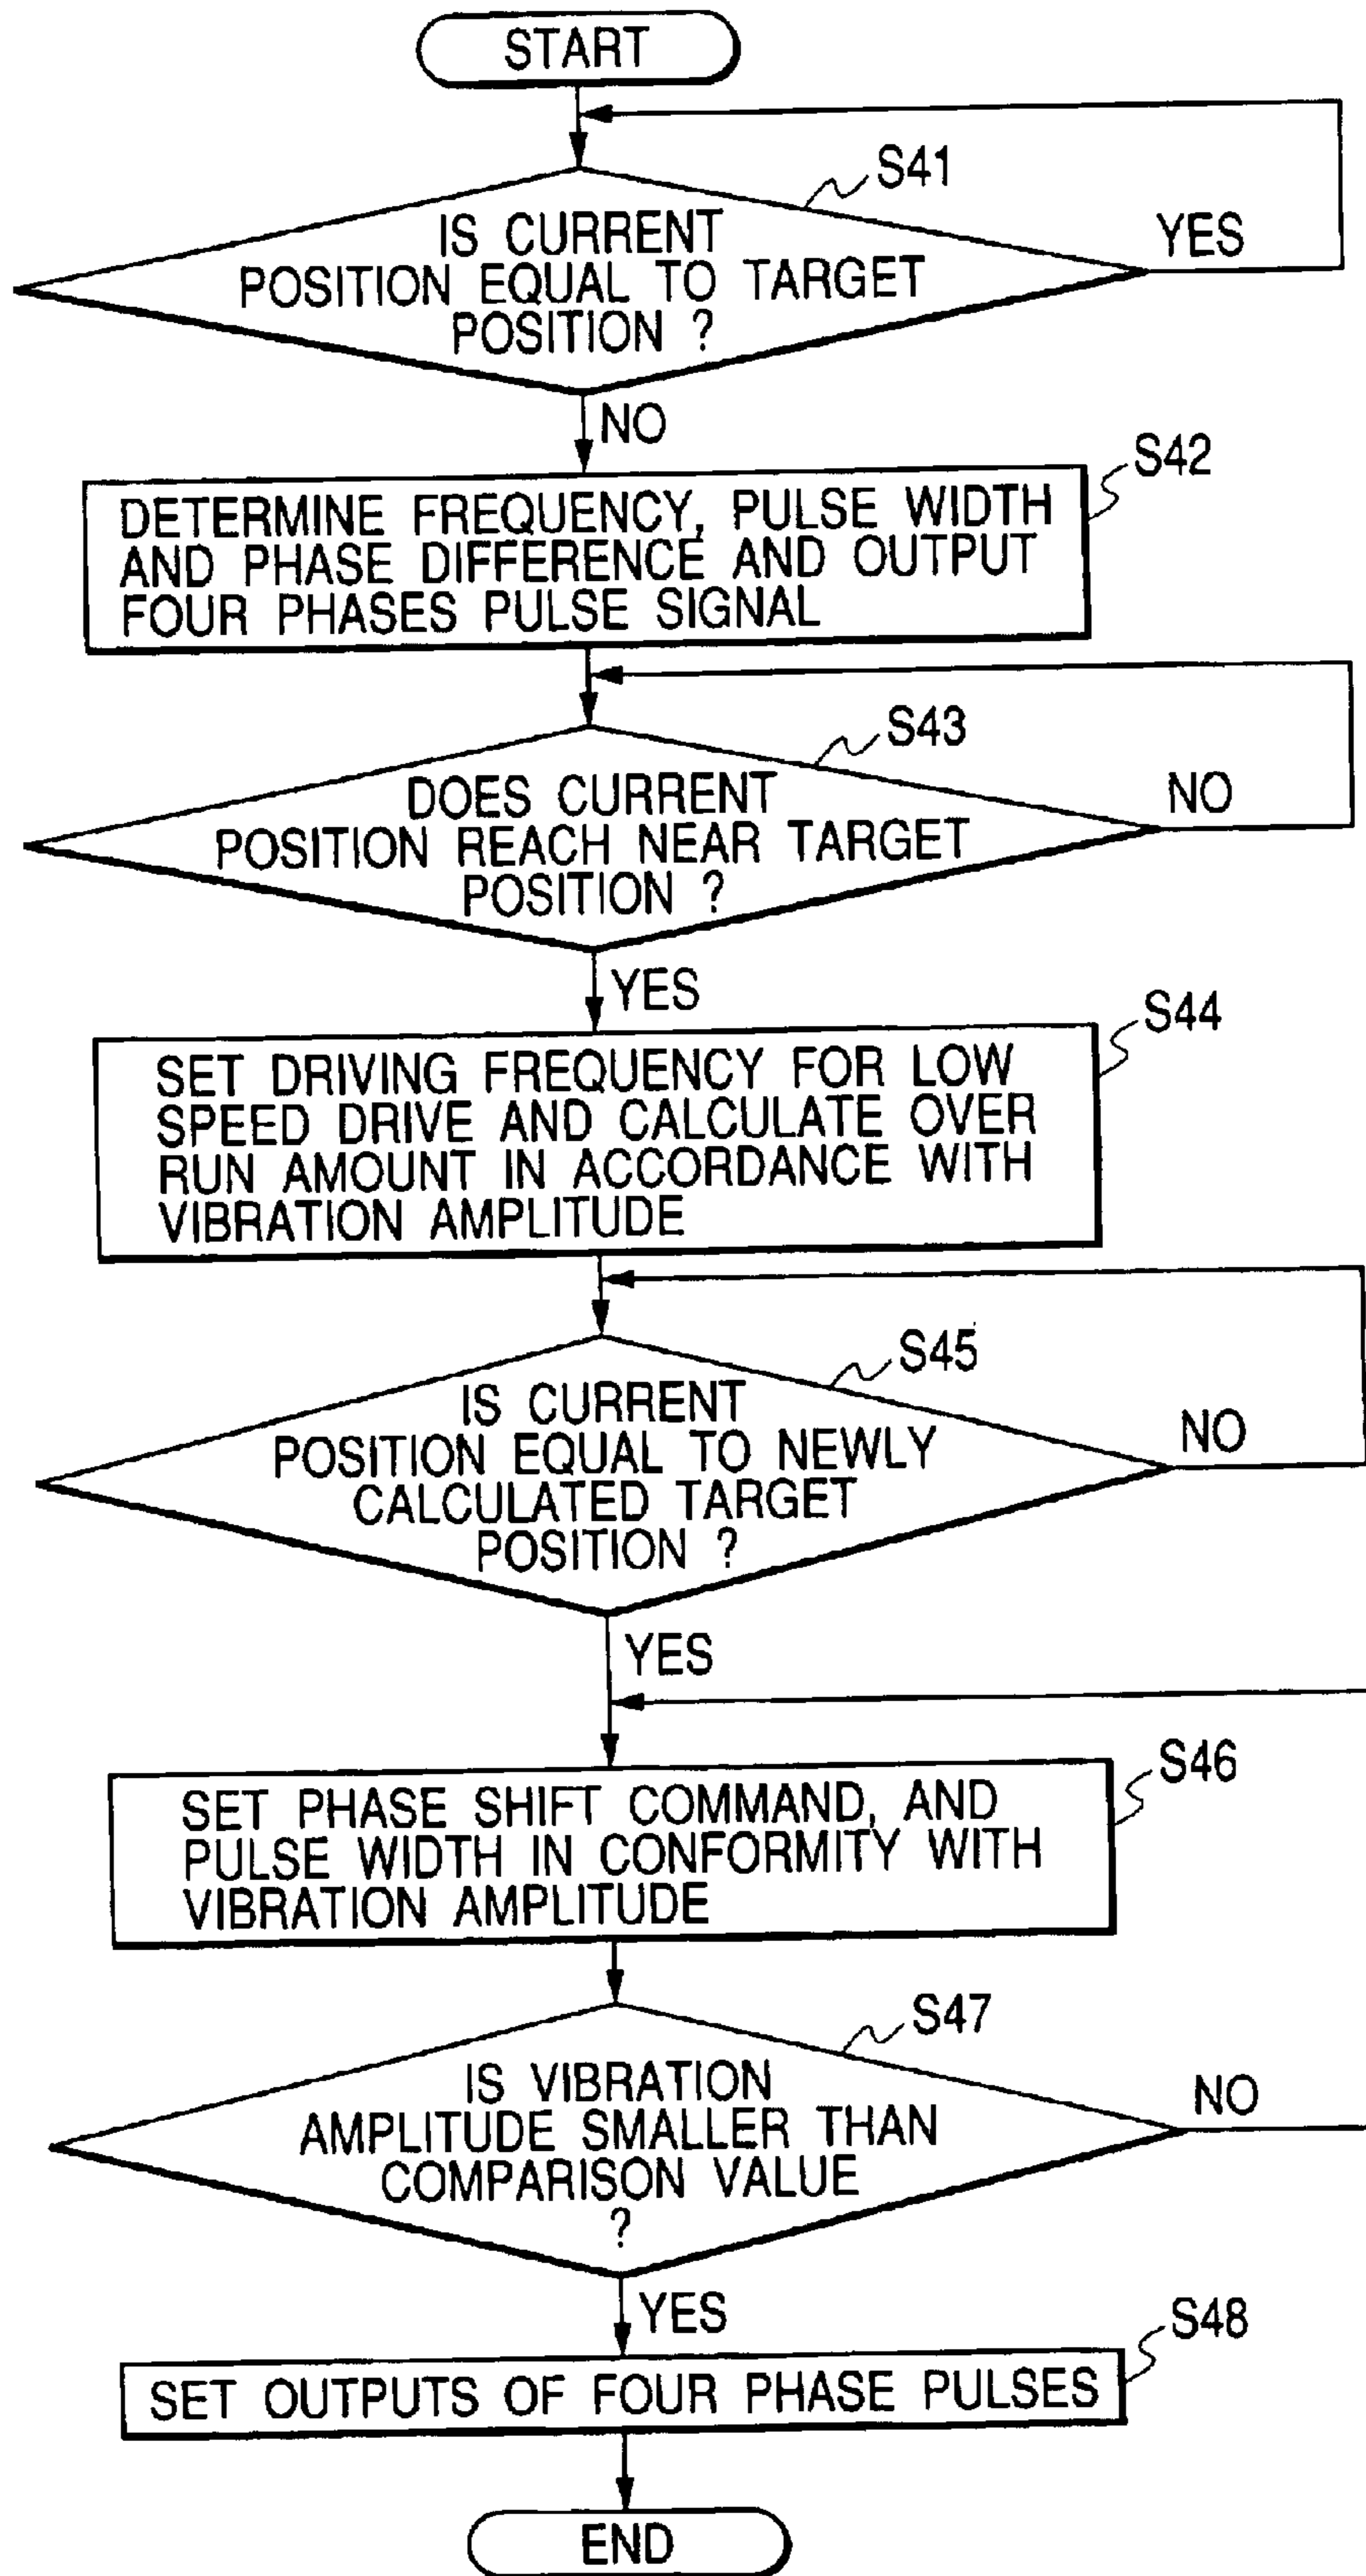 START
S41
IS CURRENT
YES
POSITION EQUAL TO TARGET
POSITION ?
NO
S42
DETERMINE FREQUENCY, PULSE WIDTH
AND PHASE DIFFERENCE AND OUTPUT
FOUR PHASES PULSE SIGNAL
S43
DOES CURRENT
NO
POSITION REACH NEAR TARGET
POSITION ?
YES
S44
SET DRIVING FREQUENCY FOR LOW
SPEED DRIVE AND CALCULATE OVER
RUN AMOUNT IN ACCORDANCE WITH
VIBRATION AMPLITUDE
S45
IS CURRENT
NO
POSITION EQUAL TO NEWLY
CALCULATED TARGET
POSITION ?
YES
S46
SET PHASE SHIFT COMMAND, AND
PULSE WIDTH IN CONFORMITY WITH
VIBRATION AMPLITUDE
S47
IS VIBRATION
NO
AMPLITUDE SMALLER THAN
COMPARISON VALUE
?
YES
S48
SET OUTPUTS OF FOUR PHASE PULSES
END